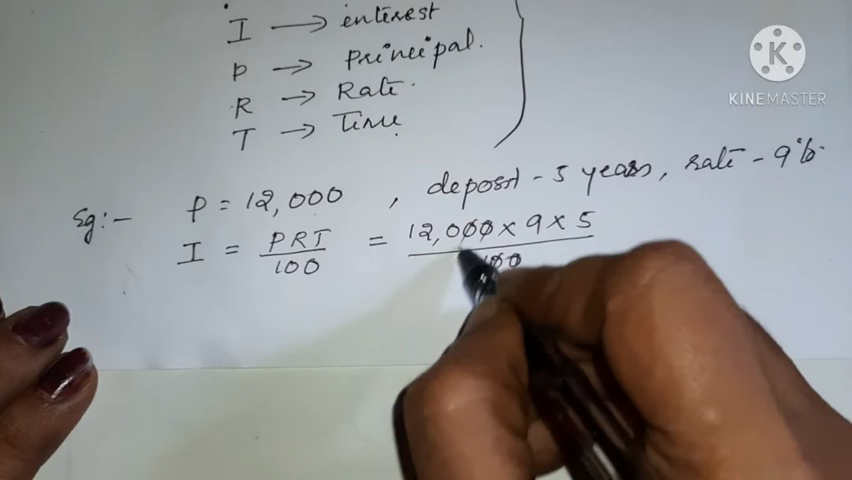 I → interest
P → Principal.
R → Rate.
T → Time
K
KINEMASTER
Eg:- P = 12,000 , deposit - 5 years, rate - 9%.
I = PRT / 100 = 12,000 x 9 x 5 / 100